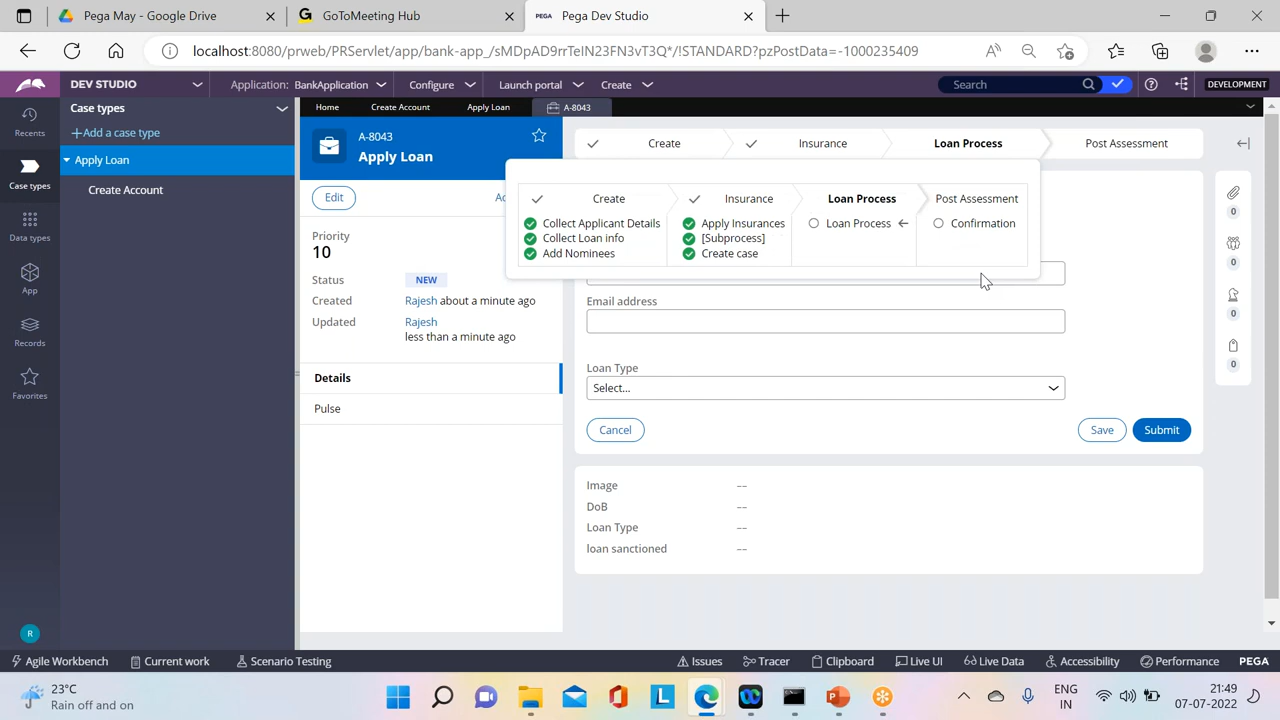 Pega May - Google Drive
GoToMeeting Hub
PEGA Pega Dev Studio
localhost:8080/prweb/PRServlet/app/bank-app_/sMDpAD9rrTeIN23FN3vT3Q*/!STANDARD?pzPostData=-1000235409
DEV STUDIO
Application: BankApplication
Configure
Launch portal
Create
Search
DEVELOPMENT
Recents
Case types
Data types
App
Records
Favorites
R
Case types
+Add a case type
Apply Loan
Create Account
Home
Create Account
Apply Loan
A-8043
A-8043
Apply Loan
Edit
Priority
10
Status NEW
Created Rajesh about a minute ago
Updated Rajesh
less than a minute ago
Details
Pulse
Create
Insurance
Loan Process
Post Assessment
Create Insurance Loan Process Post Assessment
Collect Applicant Details Apply Insurances Loan Process Confirmation
Collect Loan info [Subprocess]
Add Nominees Create case
Email address
Loan Type
Select...
Cancel
Save
Submit
Image --
DoB --
Loan Type --
loan sanctioned --
0
0
0
0
Agile Workbench
Current work
Scenario Testing
Issues
Tracer
Clipboard
Live UI
Live Data
Accessibility
Performance
PEGA
23°C
Rain off and on
ENG
IN
21:49
07-07-2022